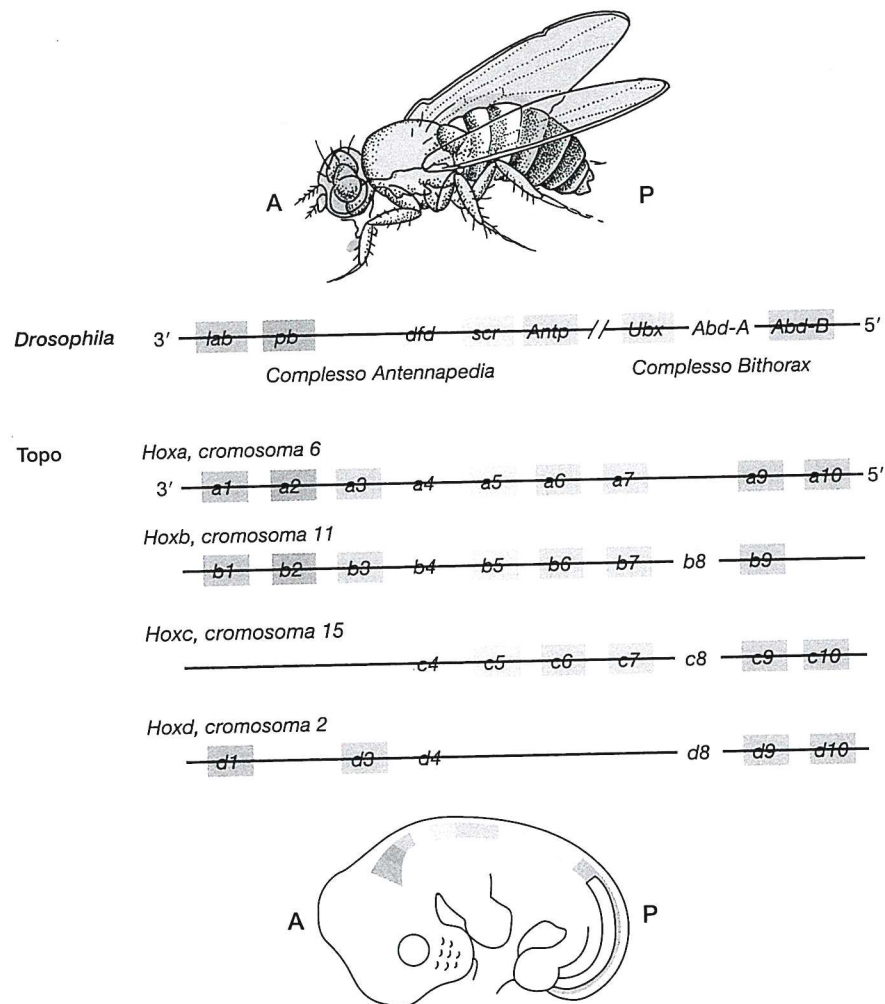 A
P
Drosophila 3′ lab pb dfd scr Antp Ubx Abd-A Abd-B 5′
Complesso Antennapedia Complesso Bithorax
Topo
Hoxa, cromosoma 6
3′ a1 a2 a3 a4 a5 a6 a7 a9 a10 5′
Hoxb, cromosoma 11
b1 b2 b3 b4 b5 b6 b7 b8 b9
Hoxc, cromosoma 15
c4 c5 c6 c7 c8 c9 c10
Hoxd, cromosoma 2
d1 d3 d4 d8 d9 d10
A
P